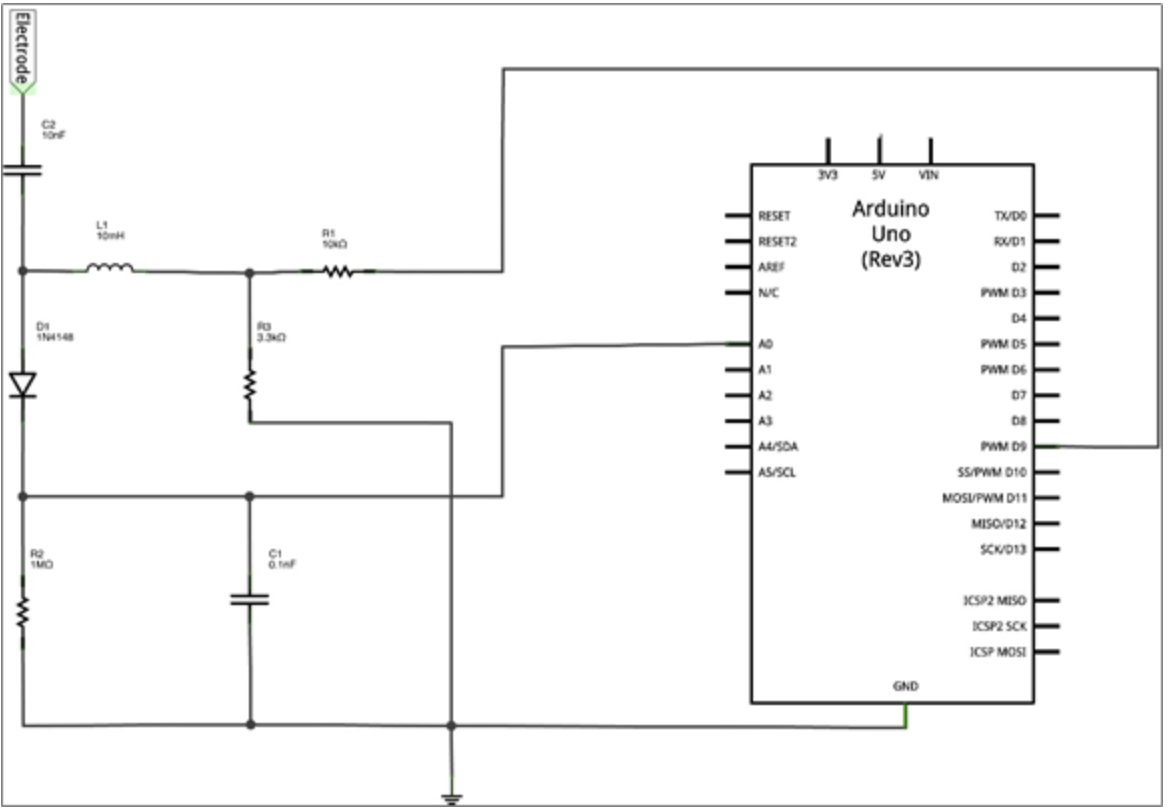 Electrode
C2
10nF
L1
10mH
R1
10kΩ
D1
1N4148
R3
3.3kΩ
R2
1MΩ
C1
0.1nF
3V3
5V
VIN
Arduino
Uno
(Rev3)
RESET
RESET2
AREF
N/C
A0
A1
A2
A3
A4/SDA
A5/SCL
TX/D0
RX/D1
D2
PWM D3
D4
PWM D5
PWM D6
D7
D8
PWM D9
SS/PWM D10
MOSI/PWM D11
MISO/D12
SCK/D13
ICSP2 MISO
ICSP2 SCK
ICSP MOSI
GND